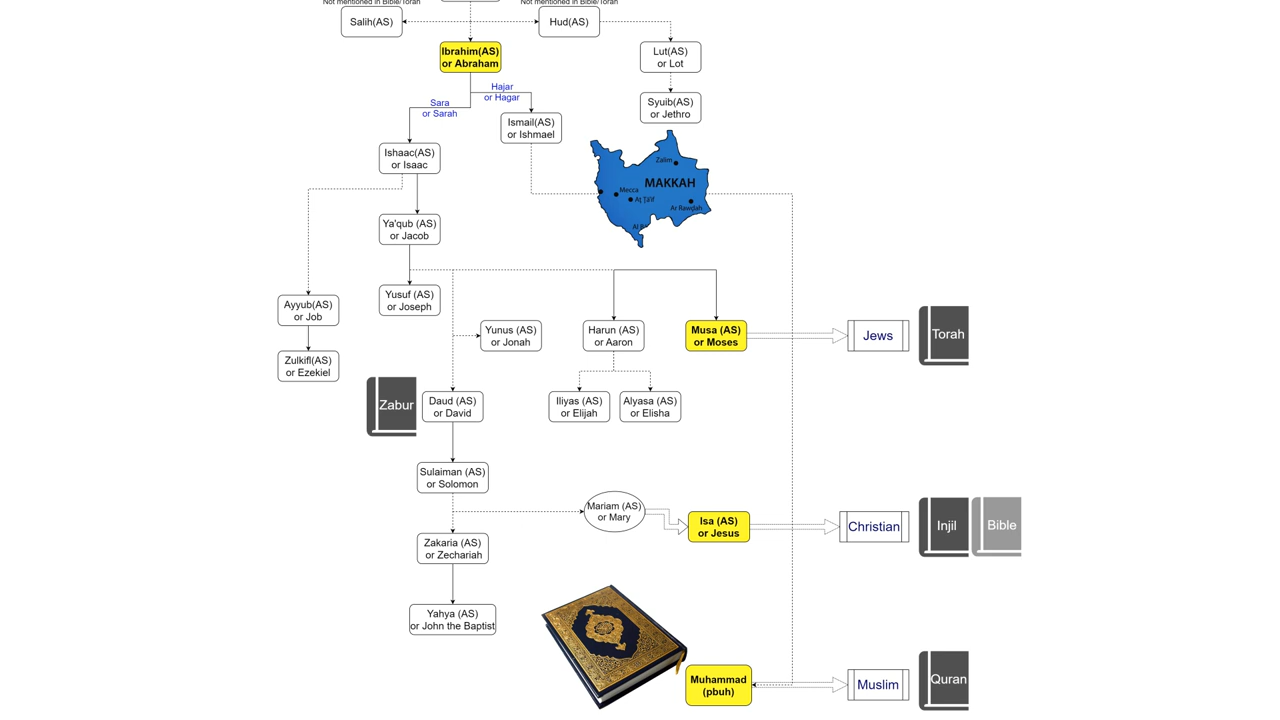 Not mentioned in Bible/Torah
Not mentioned in Bible/Torah
Salih(AS)
Hud(AS)
Ibrahim(AS)
or Abraham
Lut(AS)
or Lot
Hajar
or Hagar
Sara
or Sarah
Syuib(AS)
or Jethro
Ismail(AS)
or Ishmael
Ishaac(AS)
or Isaac
Zalim
MAKKAH
Mecca
Aţ Ţā'if
Ar Rawdah
Ya'qub (AS)
or Jacob
Yusuf (AS)
or Joseph
Ayyub(AS)
or Job
Yunus (AS)
or Jonah
Harun (AS)
or Aaron
Musa (AS)
or Moses
Jews
Torah
Zulkifl(AS)
or Ezekiel
Zabur
Daud (AS)
or David
Iliyas (AS)
or Elijah
Alyasa (AS)
or Elisha
Sulaiman (AS)
or Solomon
Mariam (AS)
or Mary
Isa (AS)
or Jesus
Christian
Injil
Bible
Zakaria (AS)
or Zechariah
Yahya (AS)
or John the Baptist
Muhammad
(pbuh)
Muslim
Quran